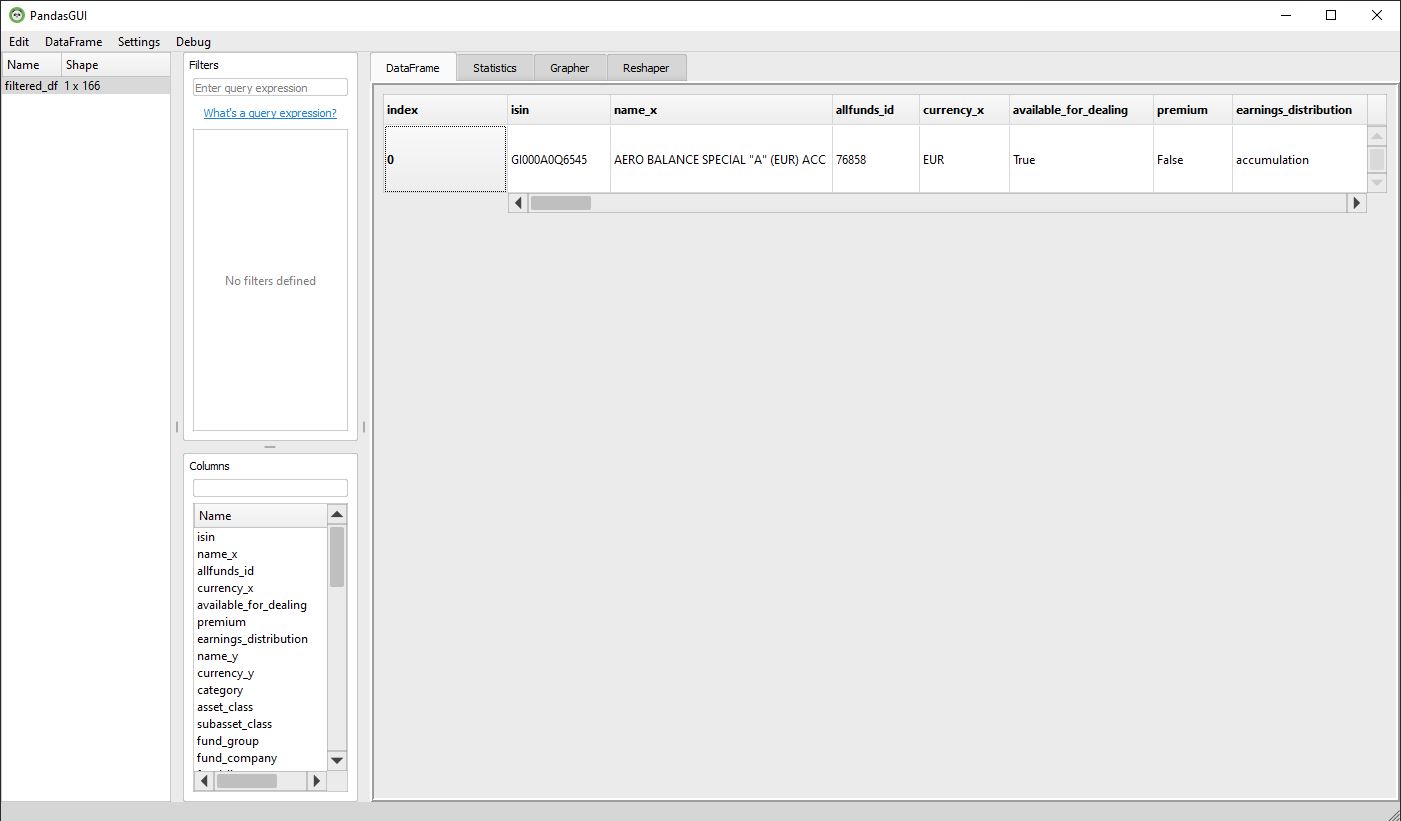 PandasGUI
Edit DataFrame Settings Debug
Name Shape
filtered_df 1 x 166
Filters
Enter query expression
What's a query expression?
No filters defined
Columns
Name
isin
name_x
allfunds_id
currency_x
available_for_dealing
premium
earnings_distribution
name_y
currency_y
category
asset_class
subasset_class
fund_group
fund_company
DataFrame Statistics Grapher Reshaper
index isin name_x allfunds_id currency_x available_for_dealing premium earnings_distribution
0 GI000A0Q6545 AERO BALANCE SPECIAL "A" (EUR) ACC 76858 EUR True False accumulation